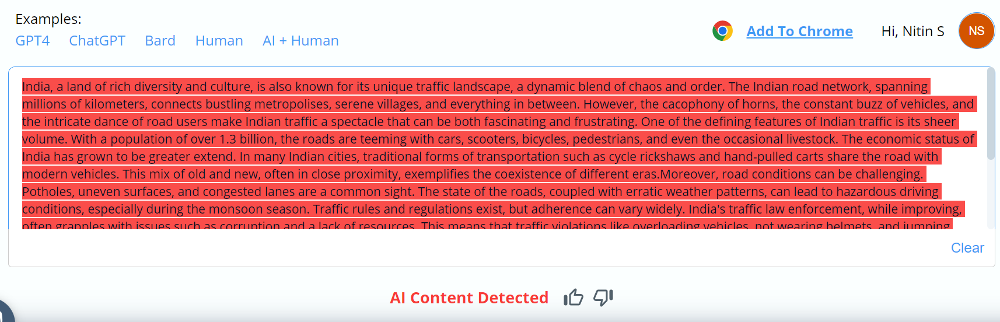 Examples:
GPT4 ChatGPT Bard Human AI + Human
Add To Chrome Hi, Nitin S NS
India, a land of rich diversity and culture, is also known for its unique traffic landscape, a dynamic blend of chaos and order. The Indian road network, spanning
millions of kilometers, connects bustling metropolises, serene villages, and everything in between. However, the cacophony of horns, the constant buzz of vehicles, and
the intricate dance of road users make Indian traffic a spectacle that can be both fascinating and frustrating. One of the defining features of Indian traffic is its sheer
volume. With a population of over 1.3 billion, the roads are teeming with cars, scooters, bicycles, pedestrians, and even the occasional livestock. The economic status of
India has grown to be greater extend. In many Indian cities, traditional forms of transportation such as cycle rickshaws and hand-pulled carts share the road with
modern vehicles. This mix of old and new, often in close proximity, exemplifies the coexistence of different eras.Moreover, road conditions can be challenging.
Potholes, uneven surfaces, and congested lanes are a common sight. The state of the roads, coupled with erratic weather patterns, can lead to hazardous driving
conditions, especially during the monsoon season. Traffic rules and regulations exist, but adherence can vary widely. India's traffic law enforcement, while improving,
often grapples with issues such as corruption and a lack of resources. This means that traffic violations like overloading vehicles, not wearing helmets, and jumping
Clear
AI Content Detected